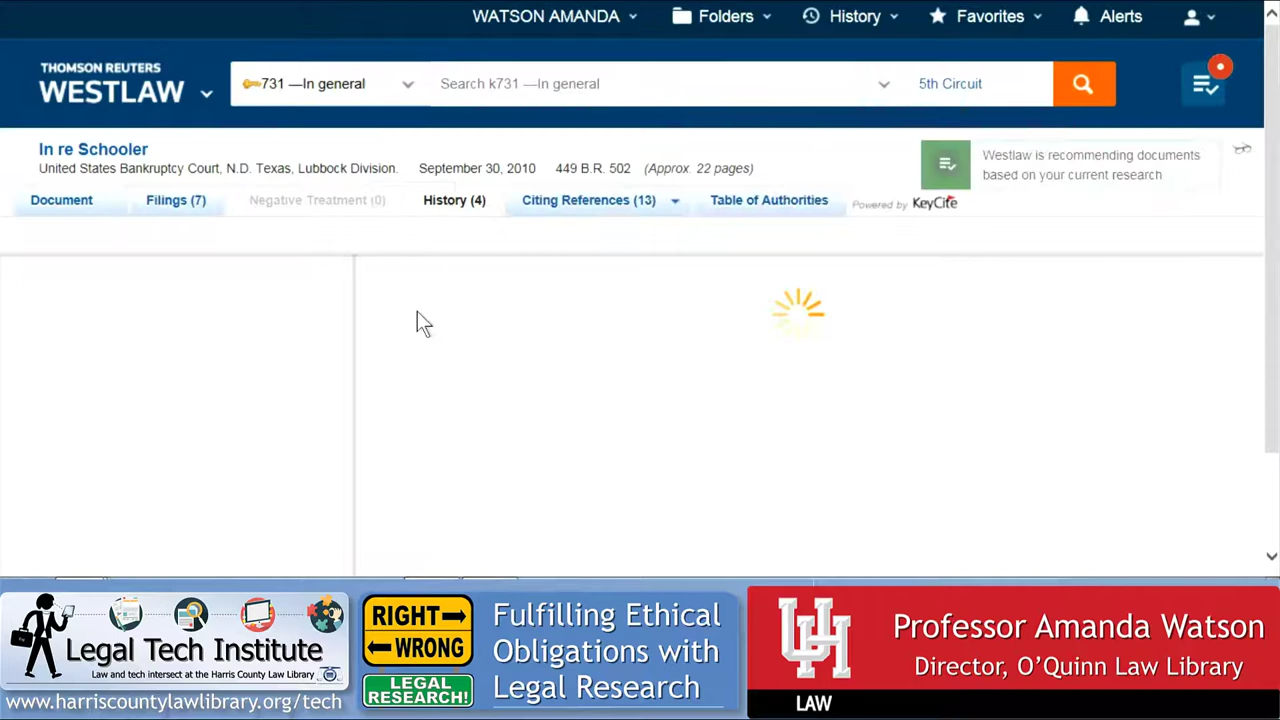 WATSON AMANDA Folders History Favorites Alerts
THOMSON REUTERS
WESTLAW
731 —In general Search k731 —In general 5th Circuit
In re Schooler
United States Bankruptcy Court, N.D. Texas, Lubbock Division. September 30, 2010 449 B.R. 502 (Approx. 22 pages)
Westlaw is recommending documents
based on your current research
Document Filings (7) Negative Treatment (0) History (4) Citing References (13) Table of Authorities Powered by KeyCite
Legal Tech Institute
Law and tech intersect at the Harris County Law Library
www.harriscountylawlibrary.org/tech
RIGHT
WRONG
LEGAL
RESEARCH!
Fulfilling Ethical
Obligations with
Legal Research
UH
LAW
Professor Amanda Watson
Director, O'Quinn Law Library